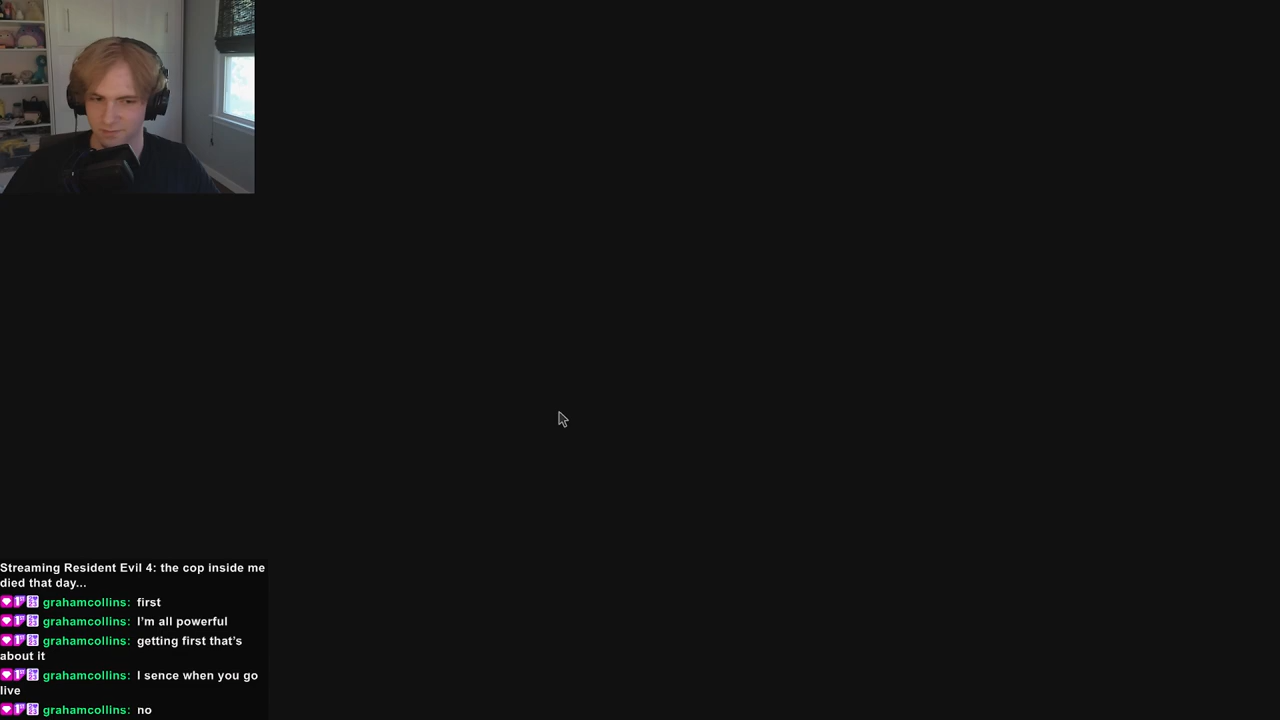 Streaming Resident Evil 4: the cop inside me
died that day...
grahamcollins: first
grahamcollins: I'm all powerful
grahamcollins: getting first that's
about it
grahamcollins: I sence when you go
live
grahamcollins: no